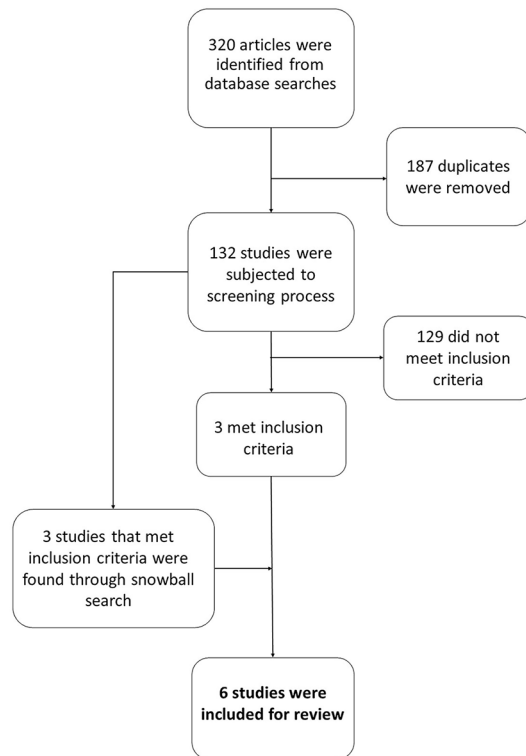 320 articles were
identified from
database searches
187 duplicates
were removed
132 studies were
subjected to
screening process
129 did not
meet inclusion
criteria
3 met inclusion
criteria
3 studies that met
inclusion criteria were
found through snowball
search
6 studies were
included for review